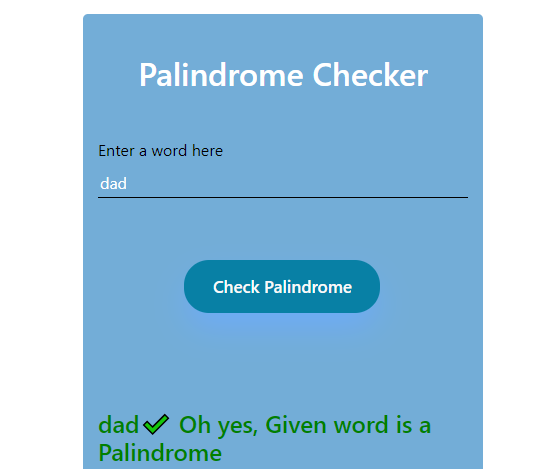 Palindrome Checker
Enter a word here
dad
Check Palindrome
dad✔ Oh yes, Given word is a
Palindrome